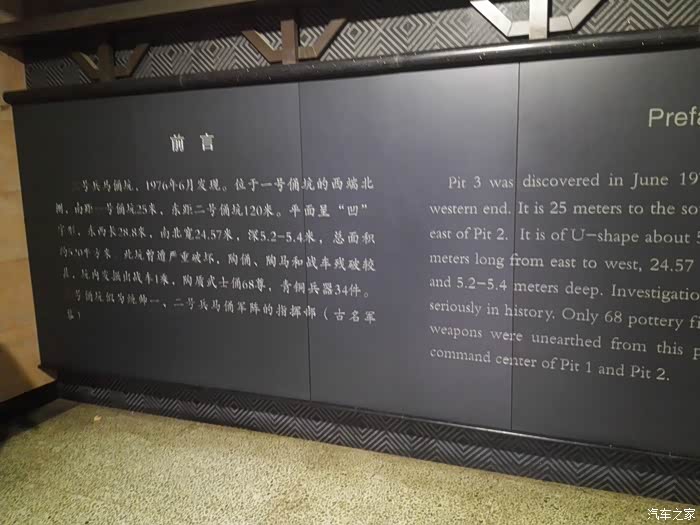 前言
号兵马俑坑，1976年6月发现。位于一号俑坑的西端北
侧，南距一号俑坑25米，东距二号俑坑120米。平面呈“凹”
字形，东西长28.8米，南北宽24.57米，深5.2-5.4米，总面积
约520平方米。此坑曾遭严重破坏，陶俑、陶马和战车残破较
甚，坑内发掘出战车1乘，陶质武士俑68尊，青铜兵器34件。
号俑坑似为统帅一、二号兵马俑军阵的指挥部（古名军
幕）
Prefa
Pit 3 was discovered in June 197
western end. It is 25 meters to the so
east of Pit 2. It is of U-shape about 5
meters long from east to west, 24.57
and 5.2-5.4 meters deep. Investigation
seriously in history. Only 68 pottery fi
weapons were unearthed from this p
command center of Pit 1 and Pit 2.
汽车之家